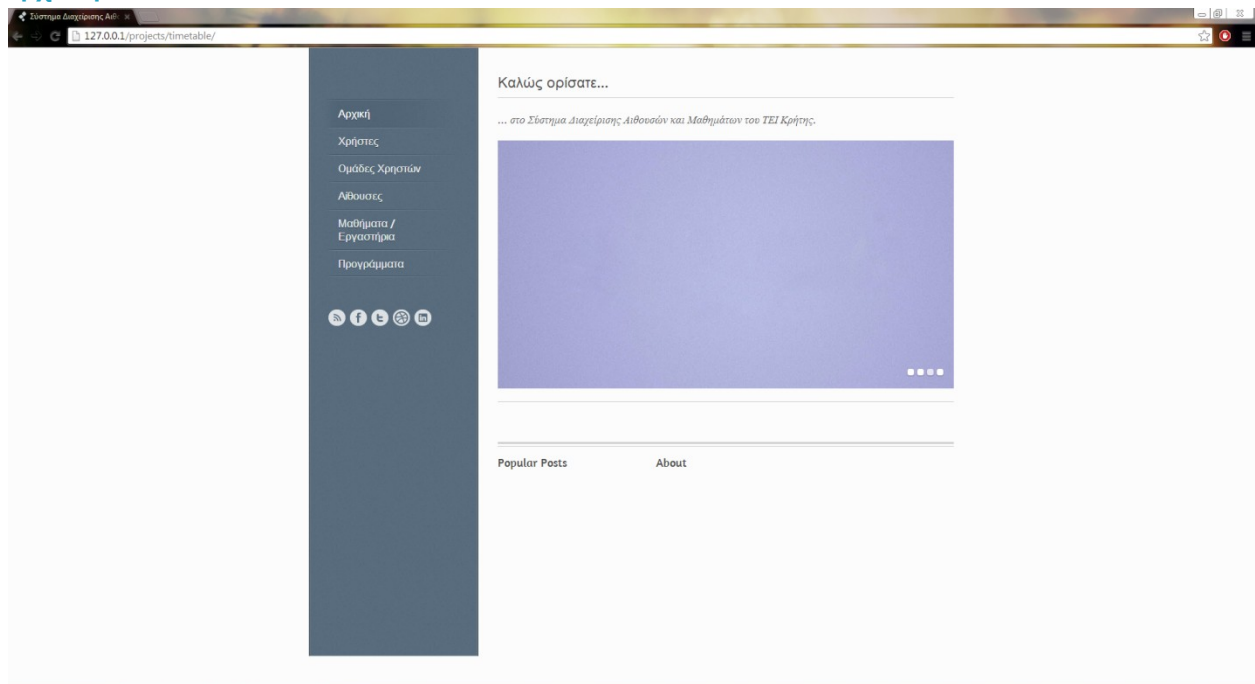 Σύστημα Διαχείρισης Αιθ
127.0.0.1/projects/timetable/
Καλώς ορίσατε...
Αρχική
... στο Σύστημα Διαχείρισης Αιθουσών και Μαθημάτων του ΤΕΙ Κρήτης.
Χρήστες
Ομάδες Χρηστών
Αίθουσες
Μαθήματα /
Εργαστήρια
Προγράμματα
Popular Posts
About